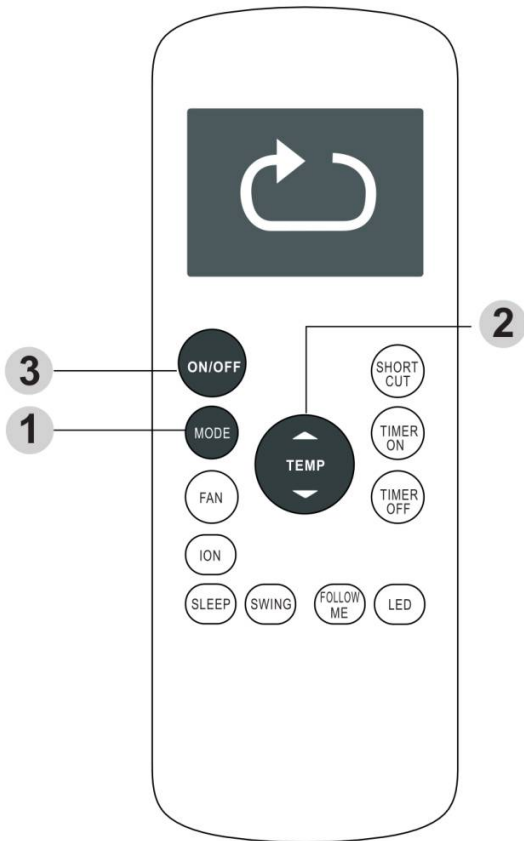 2
3
ON/OFF
SHORT
CUT
1
MODE
TEMP
TIMER
ON
FAN
TIMER
OFF
ION
SLEEP
SWING
FOLLOW
ME
LED